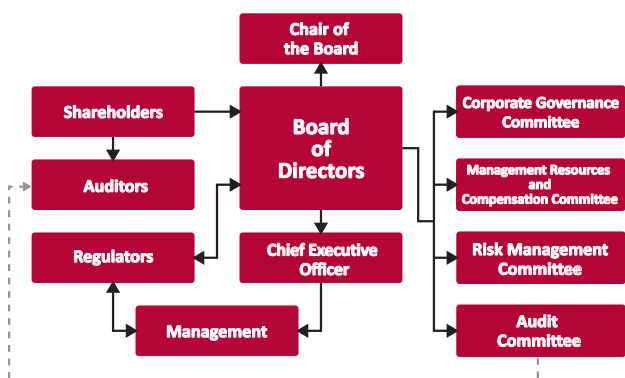 Chair of
the Board
Shareholders
Board
of
Directors
Corporate Governance
Committee
Auditors
Management Resources
and
Compensation Committee
Regulators
Chief Executive
Officer
Risk Management
Committee
Management
Audit
Committee